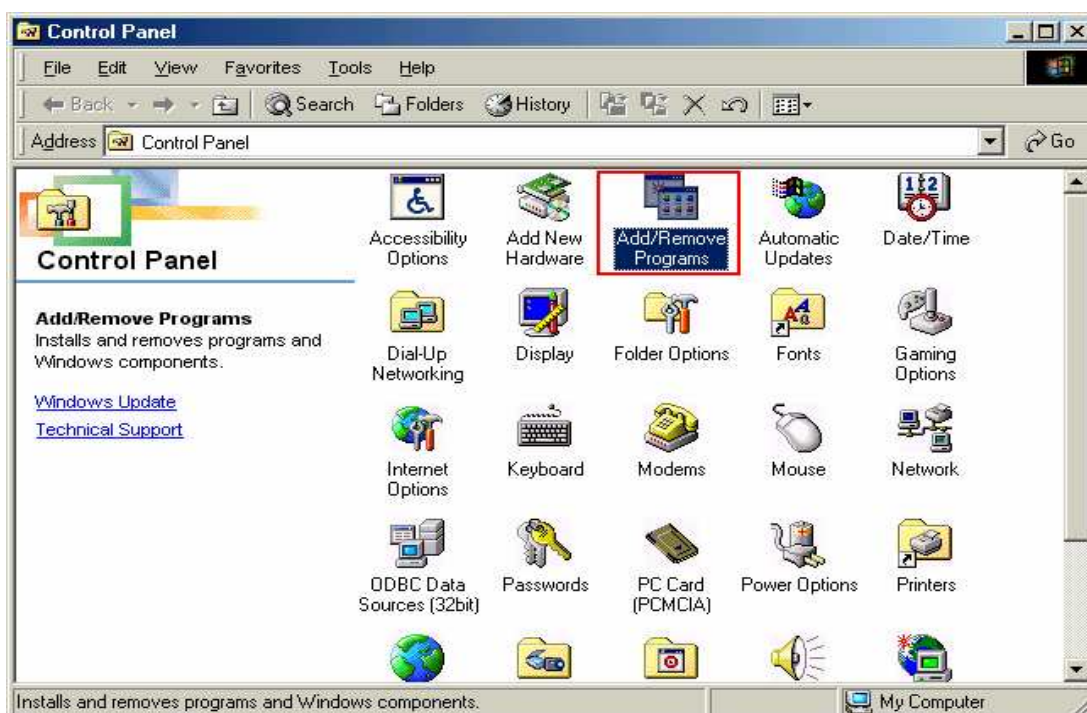 Control Panel
File Edit View Favorites Tools Help
Back Search Folders History
Address Control Panel Go
Control Panel
Add/Remove Programs
Installs and removes programs and
Windows components.
Windows Update
Technical Support
Accessibility
Options
Add New
Hardware
Add/Remove
Programs
Automatic
Updates
Date/Time
Dial-Up
Networking
Display
Folder Options
Fonts
Gaming
Options
Internet
Options
Keyboard
Modems
Mouse
Network
ODBC Data
Sources (32bit)
Passwords
PC Card
(PCMCIA)
Power Options
Printers
Installs and removes programs and Windows components.
My Computer